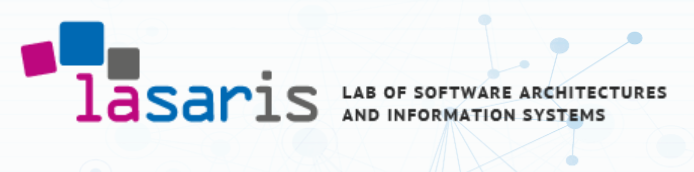 lasaris
LAB OF SOFTWARE ARCHITECTURES
AND INFORMATION SYSTEMS